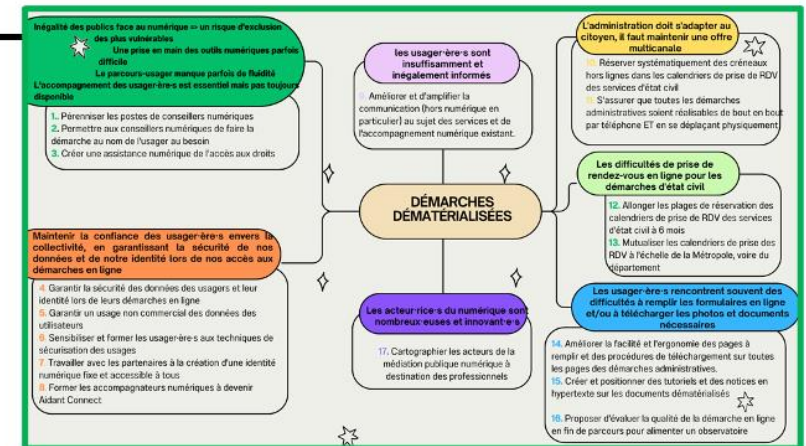 Inégalité des publics face au numérique = un risque d'exclusion
des plus vulnérables
Une prise en main des outils numériques parfois
difficile
Le parcours-usager manque parfois de fluidité
L'accompagnement des usager·ère·s est essentiel mais pas toujours
disponible
1. Pérenniser les postes de conseillers numériques
2. Permettre aux conseillers numériques de faire la
démarche au nom de l'usager au besoin
3. Créer une assistance numérique de l'accès aux droits
Maintenir la confiance des usager·ère·s envers la
collectivité, en garantissant la sécurité de nos
données et de notre identité lors de nos accès aux
démarches en ligne
4. Garantir la sécurité des données des usagers et leur
identité lors de leurs démarches en ligne
5. Garantir un usage non commercial des données des
utilisateurs
6. Sensibiliser et former les usager·ère·s aux techniques de
sécurisation des usages
7. Travailler avec les partenaires à la création d'une identité
numérique fixe et accessible à tous
8. Former les accompagnateurs numériques à devenir
Aidant Connect
les usager·ère·s sont
insuffisamment et
inégalement informés
9. Améliorer et d'amplifier la
communication (hors numérique en
particulier) au sujet des services et de
l'accompagnement numérique existant.
DÉMARCHES
DÉMATÉRIALISÉES
Les acteur·rice·s du numérique sont
nombreux·euses et innovant·e·s
17. Cartographier les acteurs de la
médiation publique numérique à
destination des professionnels
L'administration doit s'adapter au
citoyen, il faut maintenir une offre
multicanale
10. Réserver systématiquement des créneaux
hors lignes dans les calendriers de prise de RDV
des services d'état civil
S'assurer que toutes les démarches
administratives soient réalisables de bout en bout
par téléphone ET en se déplaçant physiquement
Les difficultés de prise de
rendez-vous en ligne pour les
démarches d'état civil
12. Allonger les plages de réservation des
calendriers de prise de RDV des services
d'état civil à 6 mois
13. Mutualiser les calendriers de prise des
RDV à l'échelle de la Métropole, voire du
département
Les usager·ère·s rencontrent souvent des
difficultés à remplir les formulaires en ligne
et/ou à télécharger les photos et documents
nécessaires
14. Améliorer la facilité et l'ergonomie des pages à
remplir et des procédures de téléchargement sur toutes
les pages des démarches administratives.
15. Créer et positionner des tutoriels et des notices en
hypertexte sur les documents dématérialisés
16. Proposer d'évaluer la qualité de la démarche en ligne
en fin de parcours pour alimenter un observatoire